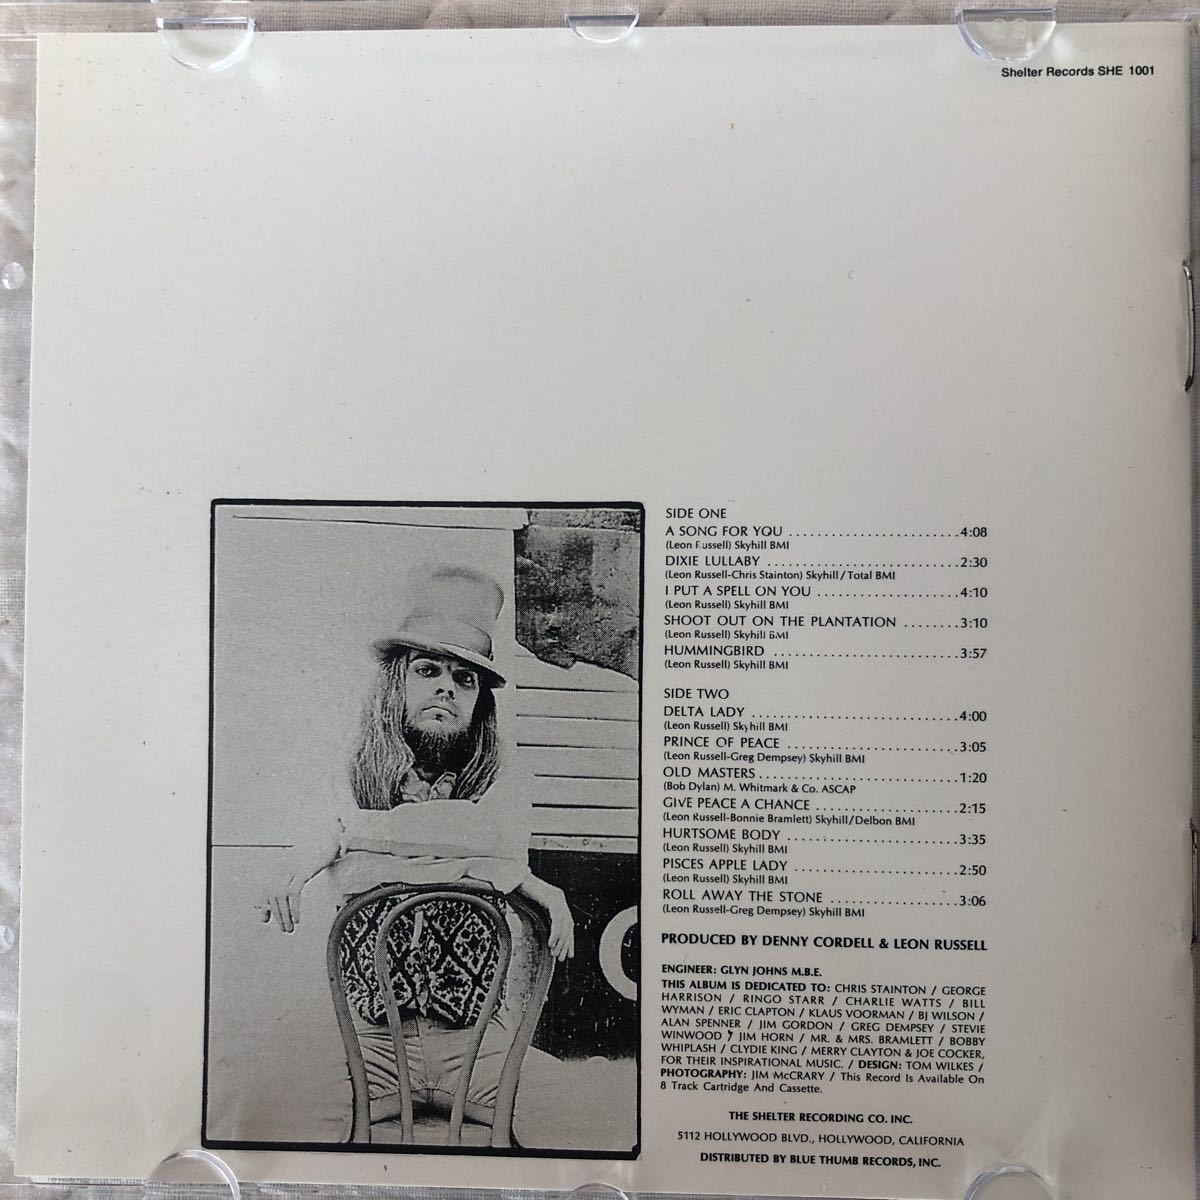 Shelter Records SHE 1001
SIDE ONE
A SONG FOR YOU ........................4:08
(Leon Russell) Skyhill BMI
DIXIE LULLABY ...........................2:30
(Leon Russell-Chris Stainton) Skyhill/Total BMI
I PUT A SPELL ON YOU ....................4:10
(Leon Russell) Skyhill BMI
SHOOT OUT ON THE PLANTATION ........3:10
(Leon Russell) Skyhill BMI
HUMMINGBIRD ..........................3:57
(Leon Russell) Skyhill BMI
SIDE TWO
DELTA LADY .............................4:00
(Leon Russell) Skyhill BMI
PRINCE OF PEACE ........................3:05
(Leon Russell-Greg Dempsey) Skyhill BMI
OLD MASTERS ............................1:20
(Bob Dylan) M. Whitmark & Co. ASCAP
GIVE PEACE A CHANCE ....................2:15
(Leon Russell-Bonnie Bramlett) Skyhill/Delbon BMI
HURTSOME BODY ........................3:35
(Leon Russell) Skyhill BMI
PISCES APPLE LADY .......................2:50
(Leon Russell) Skyhill BMI
ROLL AWAY THE STONE ..................3:06
(Leon Russell-Greg Dempsey) Skyhill BMI
PRODUCED BY DENNY CORDELL & LEON RUSSELL
ENGINEER: GLYN JOHNS M.B.E.
THIS ALBUM IS DEDICATED TO: CHRIS STAINTON / GEORGE
HARRISON / RINGO STARR / CHARLIE WATTS / BILL
WYMAN / ERIC CLAPTON / KLAUS VOORMAN / BJ WILSON /
ALAN SPENNER / JIM GORDON / GREG DEMPSEY / STEVIE
WINWOOD / JIM HORN / MR. & MRS. BRAMLETT / BOBBY
WHIPLASH / CLYDIE KING / MERRY CLAYTON & JOE COCKER,
FOR THEIR INSPIRATIONAL MUSIC. / DESIGN: TOM WILKES /
PHOTOGRAPHY: JIM McCRARY / This Record Is Available On
8 Track Cartridge And Cassette.
THE SHELTER RECORDING CO. INC.
5112 HOLLYWOOD BLVD., HOLLYWOOD, CALIFORNIA
DISTRIBUTED BY BLUE THUMB RECORDS, INC.